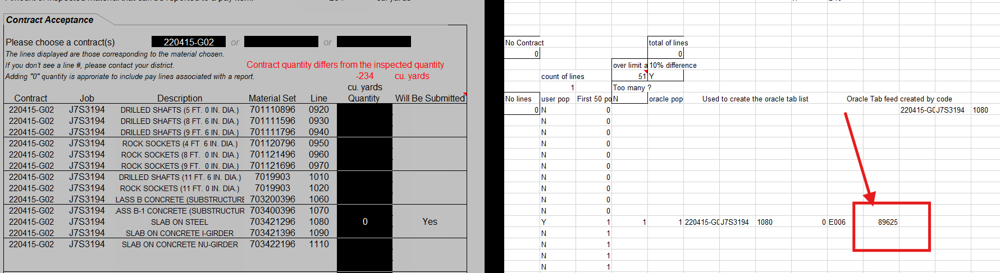 Contract Acceptance
Please choose a contract(s) 220415-G02 or or
The lines displayed are those corresponding to the material chosen.
If you don't see a line #, please contact your district. Contract quantity differs from the inspected quantity
Adding "0" quantity is approriate to include pay lines associated with a report. -234 cu. yards
cu. yards
Contract Job Description Material Set Line Quantity Will Be Submitted
220415-G02 J7S3194 DRILLED SHAFTS (5 FT. 0 IN. DIA.) 701110896 0920
220415-G02 J7S3194 DRILLED SHAFTS (8 FT. 6 IN. DIA.) 701111596 0930
220415-G02 J7S3194 DRILLED SHAFTS (9 FT. 6 IN. DIA.) 701111796 0940
220415-G02 J7S3194 ROCK SOCKETS (4 FT 6 IN. DIA.) 701120796 0950
220415-G02 J7S3194 ROCK SOCKETS (8 FT. 0 IN. DIA.) 701121496 0960
220415-G02 J7S3194 ROCK SOCKETS (9 FT. 0 IN. DIA.) 701121696 0970
220415-G02 J7S3194 DRILLED SHAFTS (11 FT. 6 IN. DIA.) 7019903 1010
220415-G02 J7S3194 ROCK SOCKETS (11 FT. 0 IN. DIA.) 7019903 1020
220415-G02 J7S3194 LASS B CONCRETE (SUBSTRUCTURE 703200396 1060
220415-G02 J7S3194 ASS B-1 CONCRETE (SUBSTRUCTUR 703400396 1070
220415-G02 J7S3194 SLAB ON STEEL 703421296 1080 0 Yes
220415-G02 J7S3194 SLAB ON CONCRETE I-GIRDER 703421396 1090
220415-G02 J7S3194 SLAB ON CONCRETE NU-GIRDER 703422196 1110
No Contract total of lines
0 0
over limit a 10% difference
count of lines 51 Y
1 Too many ?
No lines user pop First 50 po N oracle pop Used to create the oracle tab list Oracle Tab feed created by code
0 N 0 220415-G0 J7S3194 1080
N 0
N 0
N 0
N 0
N 0
N 0
N 0
N 0
N 0
Y 1 1 1 220415-G0 J7S3194 1080 0 E006 89625
N 1
N 1
N 1
N 1